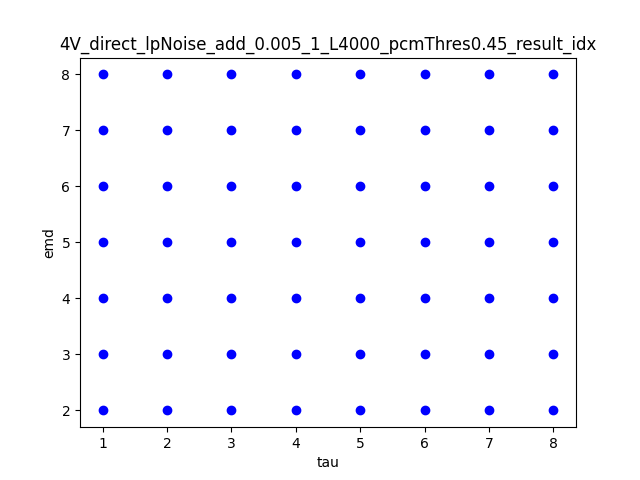 4V_direct_lpNoise_add_0.005_1_L4000_pcmThres0.45_result_idx
8
7
6
5
4
3
2
emd
1 2 3 4 5 6 7 8
tau